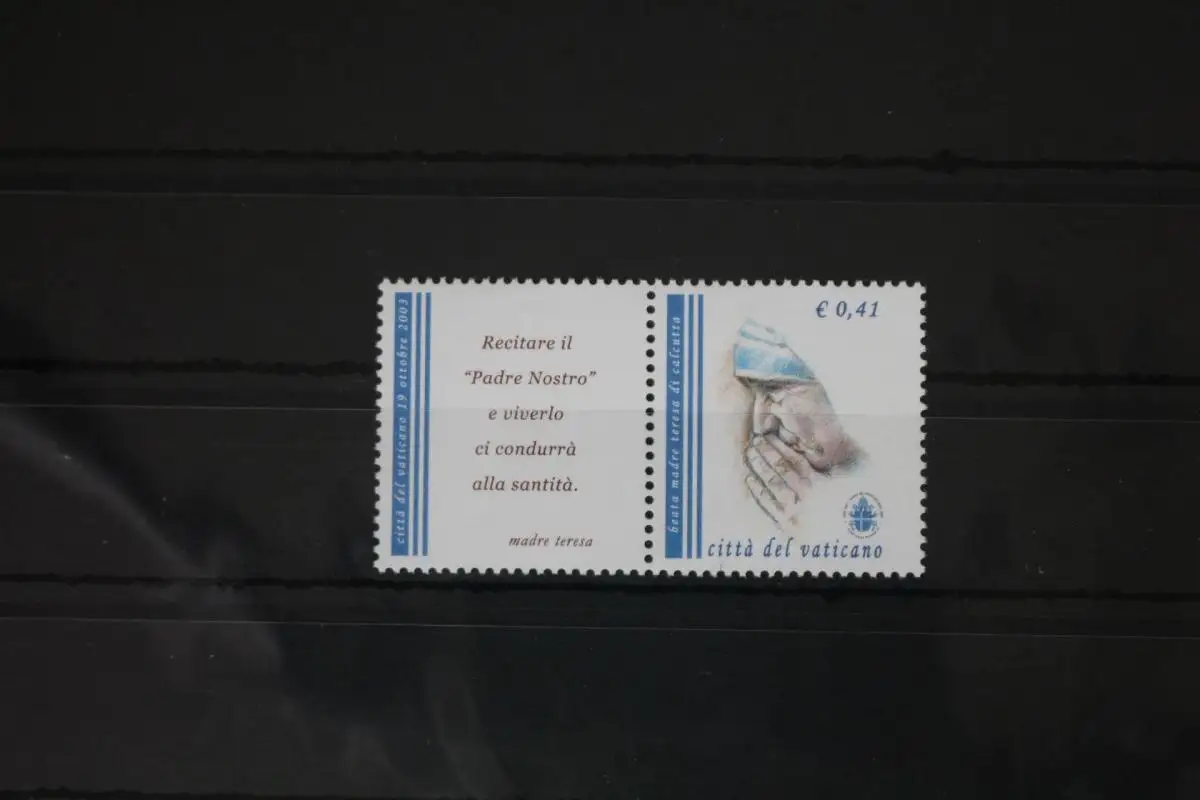 città del vaticano 19 ottobre 2003
Recitare il
“Padre Nostro”
e viverlo
ci condurrà
alla santità.
madre teresa
beata madre teresa di calcutta
€ 0,41
città del vaticano